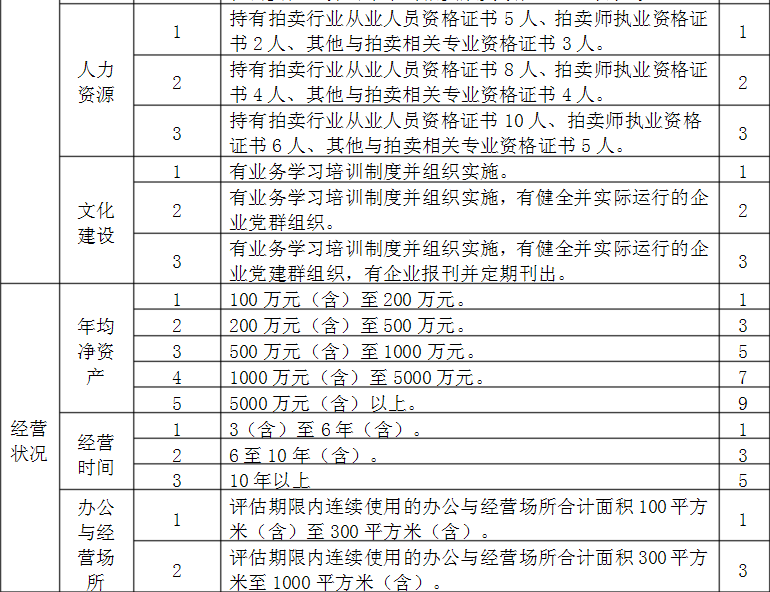 1
持有拍卖行业从业人员资格证书 5 人、拍卖师执业资格证
书 2 人、其他与拍卖相关专业资格证书 3 人。
1
人力
资源
2
持有拍卖行业从业人员资格证书 8 人、拍卖师执业资格证
书 4 人、其他与拍卖相关专业资格证书 4 人。
2
3
持有拍卖行业从业人员资格证书 10 人、拍卖师执业资格
证书 6 人、其他与拍卖相关专业资格证书 5 人。
3
文化
建设
1
有业务学习培训制度并组织实施。
1
2
有业务学习培训制度并组织实施，有健全并实际运行的企
业党群组织。
2
3
有业务学习培训制度并组织实施，有健全并实际运行的企
业党建群组织，有企业报刊并定期刊出。
3
经营
状况
年均
净资
产
1
100 万元（含）至 200 万元。
1
2
200 万元（含）至 500 万元。
3
3
500 万元（含）至 1000 万元。
5
4
1000 万元（含）至 5000 万元。
7
5
5000 万元（含）以上。
9
经营
时间
1
3（含）至 6 年（含）。
1
2
6 至 10 年（含）。
3
3
10 年以上
5
办公
与经
营场
所
1
评估期限内连续使用的办公与经营场所合计面积 100 平方
米（含）至 300 平方米（含）。
1
2
评估期限内连续使用的办公与经营场所合计面积 300 平方
米至 1000 平方米（含）。
3